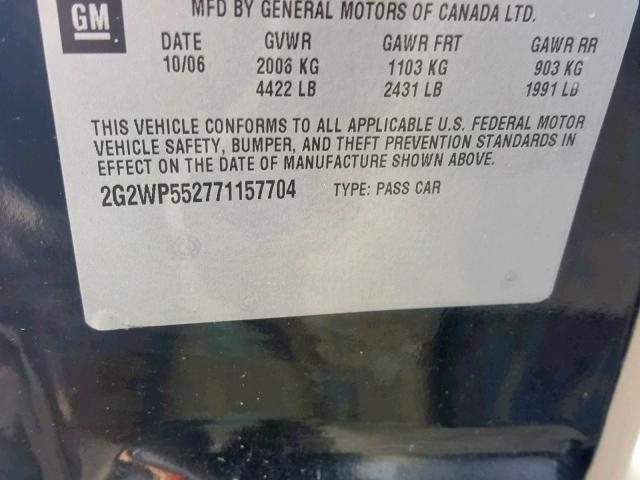 GM
MFD BY GENERAL MOTORS OF CANADA LTD.
DATE GVWR GAWR FRT GAWR RR
10/06 2006 KG 1103 KG 903 KG
4422 LB 2431 LB 1991 LB
THIS VEHICLE CONFORMS TO ALL APPLICABLE U.S. FEDERAL MOTOR
VEHICLE SAFETY, BUMPER, AND THEFT PREVENTION STANDARDS IN
EFFECT ON THE DATE OF MANUFACTURE SHOWN ABOVE.
2G2WP552771157704 TYPE: PASS CAR